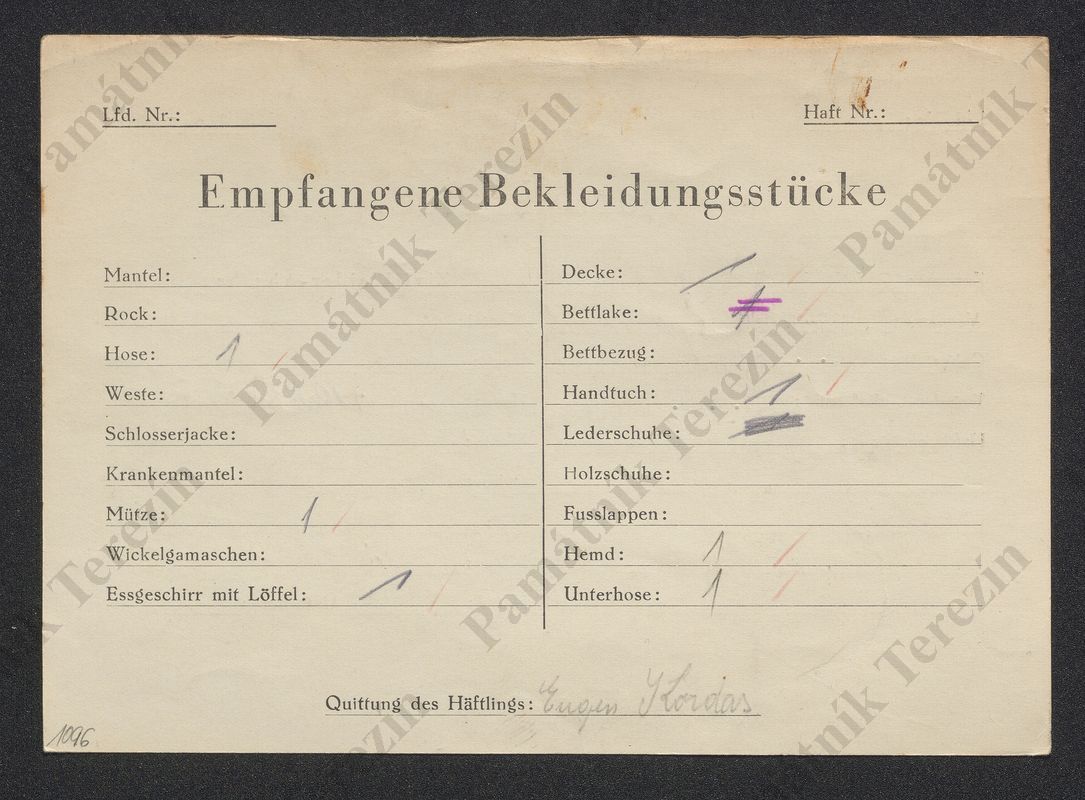 Lfd. Nr.:
Haft Nr.:
Empfangene Bekleidungsstücke
Mantel:
Rock:
Hose: 1
Weste:
Schlosserjacke:
Krankenmantel:
Mütze: 1
Wickelgamaschen:
Essgeschirr mit Löffel: 1
Decke: 1
Bettlake: 1
Bettbezug:
Handtuch: 1
Lederschuhe:
Holzschuhe:
Fusslappen:
Hemd: 1
Unterhose: 1
Quittung des Häftlings: Eugen Kordas
1096
Památník Terezín